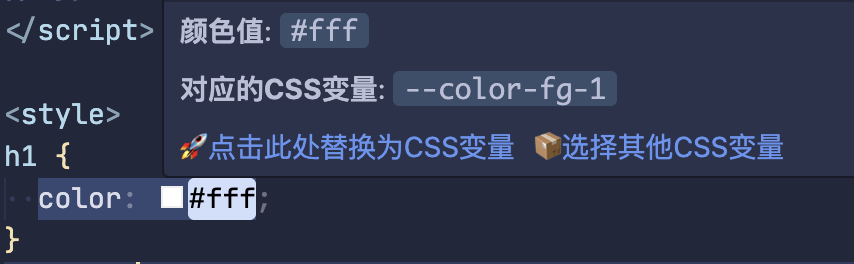 </script>
颜色值: #fff
对应的CSS变量: --color-fg-1
🚀点击此处替换为CSS变量 📦选择其他CSS变量
<style>
h1 {
color: #fff;
}